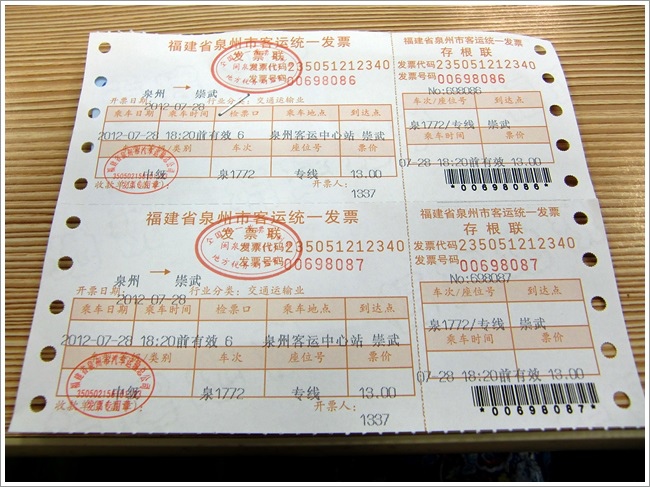 福建省泉州市客运统一发票
发票联
发票代码 235051212340
发票号码 00698086
泉州 → 崇武
开票日期: 2012-07-28 行业分类: 交通运输业
乘车日期 乘车时间 检票口 乘车地点 到达点
2012-07-28 18:20前有效 6 泉州客运中心站 崇武
类别 车次 座位号 票价
中级 泉1772 专线 13.00
开票人:
1337
福建省泉州市客运统一发票
存根联
发票代码 235051212340
发票号码 00698086
No:698086
车次/座位号 到达点
泉1772/专线 崇武
乘车时间 票价
07-28 18:20前有效 13.00
*00698086*
福建省泉州市客运统一发票
发票联
发票代码 235051212340
发票号码 00698087
泉州 → 崇武
开票日期: 2012-07-28 行业分类: 交通运输业
乘车日期 乘车时间 检票口 乘车地点 到达点
2012-07-28 18:20前有效 6 泉州客运中心站 崇武
类别 车次 座位号 票价
中级 泉1772 专线 13.00
开票人:
1337
福建省泉州市客运统一发票
存根联
发票代码 235051212340
发票号码 00698087
No:698087
车次/座位号 到达点
泉1772/专线 崇武
乘车时间 票价
07-28 18:20前有效 13.00
*00698087*